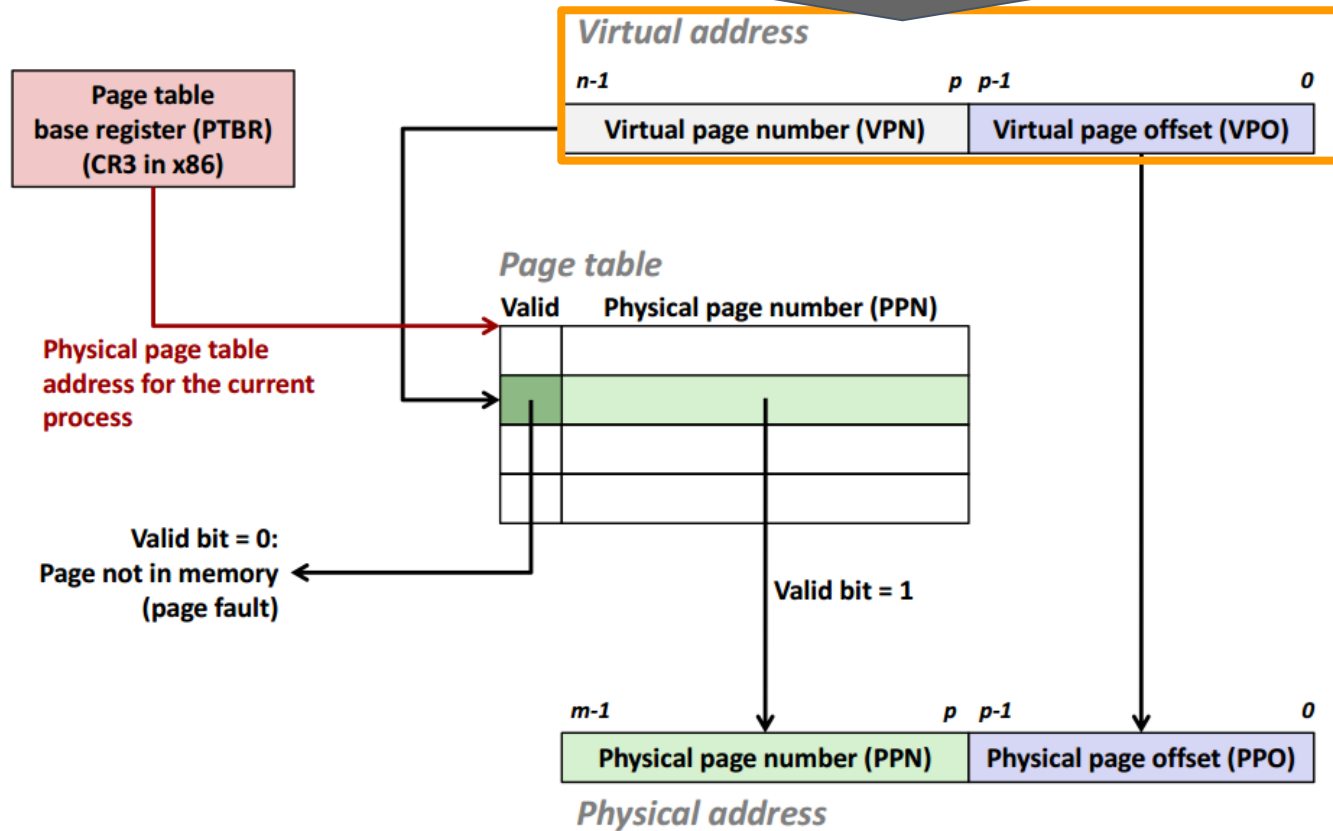 Virtual address
n-1 p p-1 0
Virtual page number (VPN) Virtual page offset (VPO)
Page table
base register (PTBR)
(CR3 in x86)
Page table
Valid Physical page number (PPN)
Physical page table
address for the current
process
Valid bit = 0:
Page not in memory
(page fault)
Valid bit = 1
m-1 p p-1 0
Physical page number (PPN) Physical page offset (PPO)
Physical address